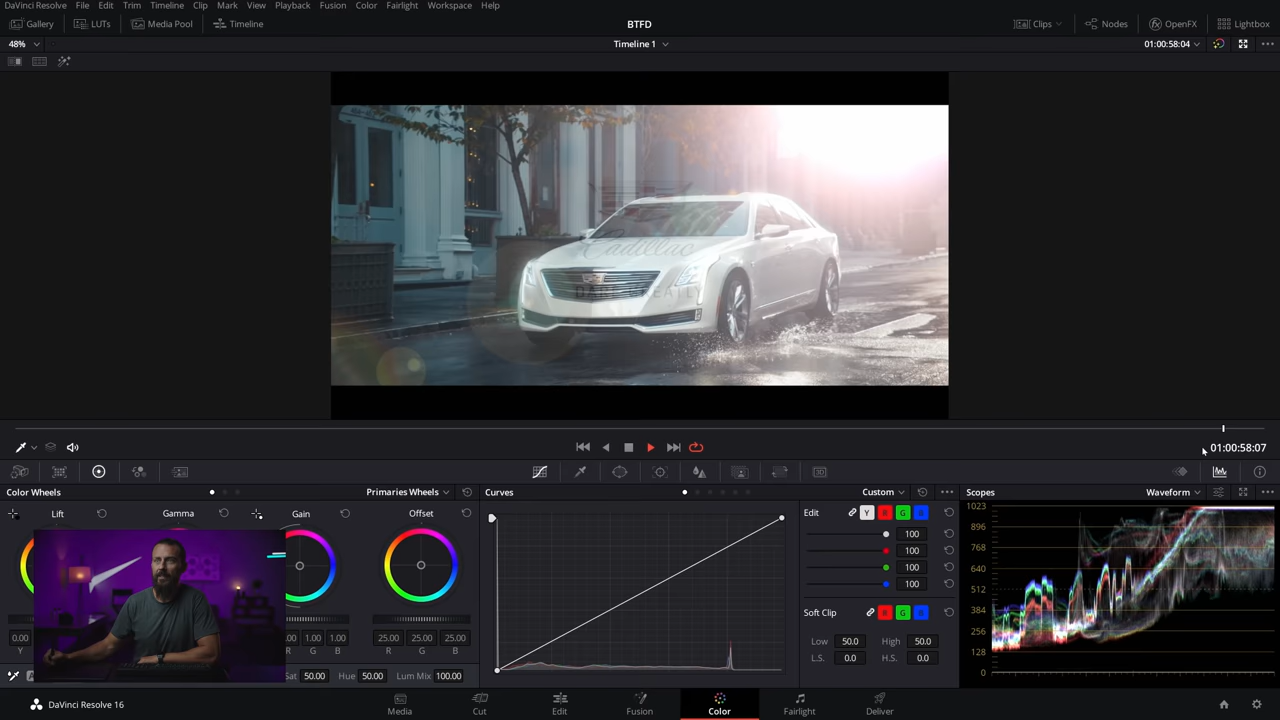 DaVinci Resolve File Edit Trim Timeline Clip Mark View Playback Fusion Color Fairlight Workspace Help
Gallery LUTs Media Pool Timeline BTFD Clips Nodes OpenFX Lightbox
48% Timeline 1 01:00:58:04
Cadillac
01:00:58:07
Color Wheels Primaries Wheels Curves Custom Scopes Waveform
Lift Gamma Gain Offset Edit Y R G B 100
100
100
100
Soft Clip R G B
Low 50.0 High 50.0
L.S. 0.0 H.S. 0.0
1023
896
768
640
512
384
256
128
0
0.00 1.00 1.00 25.00 25.00 25.00
Y R G B R G B
Sat 50.00 Hue 50.00 Lum Mix 100.00
DaVinci Resolve 16 Media Cut Edit Fusion Color Fairlight Deliver